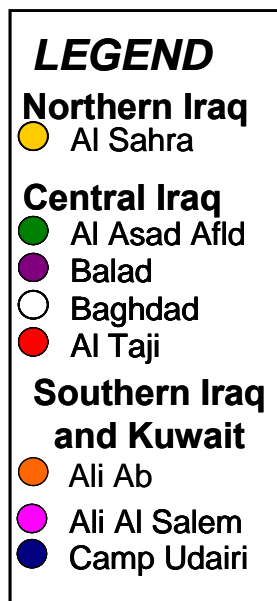 LEGEND
Northern Iraq
Al Sahra
Central Iraq
Al Asad Afld
Balad
Baghdad
Al Taji
Southern Iraq
and Kuwait
Ali Ab
Ali Al Salem
Camp Udairi